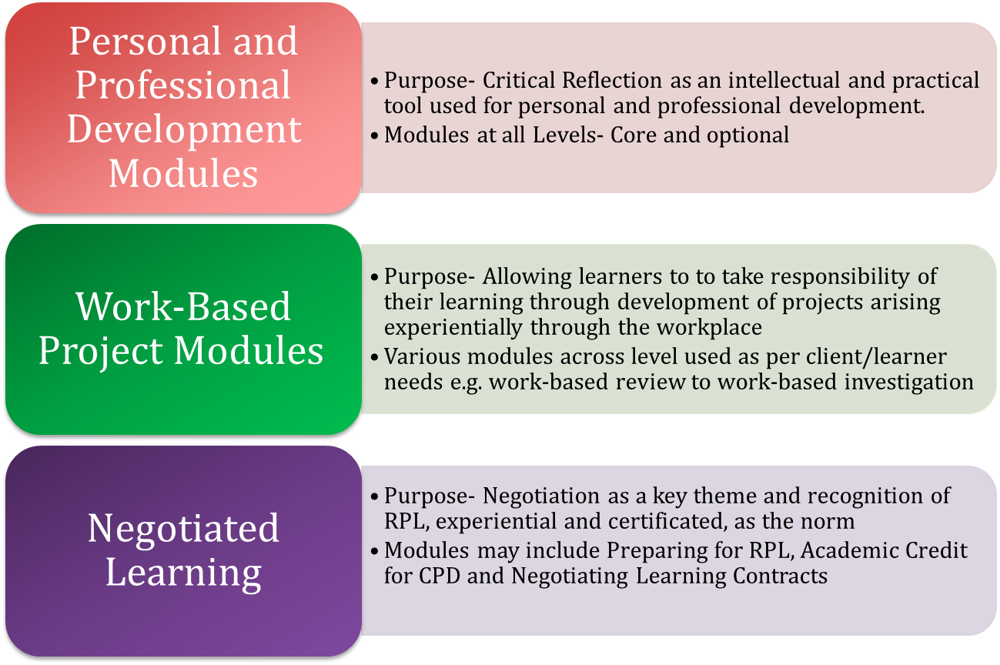 Personal and
Professional
Development
Modules
• Purpose- Critical Reflection as an intellectual and practical
tool used for personal and professional development.
• Modules at all Levels- Core and optional
Work-Based
Project Modules
• Purpose- Allowing learners to to take responsibility of
their learning through development of projects arising
experientially through the workplace
• Various modules across level used as per client/learner
needs e.g. work-based review to work-based investigation
Negotiated
Learning
• Purpose- Negotiation as a key theme and recognition of
RPL, experiential and certificated, as the norm
• Modules may include Preparing for RPL, Academic Credit
for CPD and Negotiating Learning Contracts